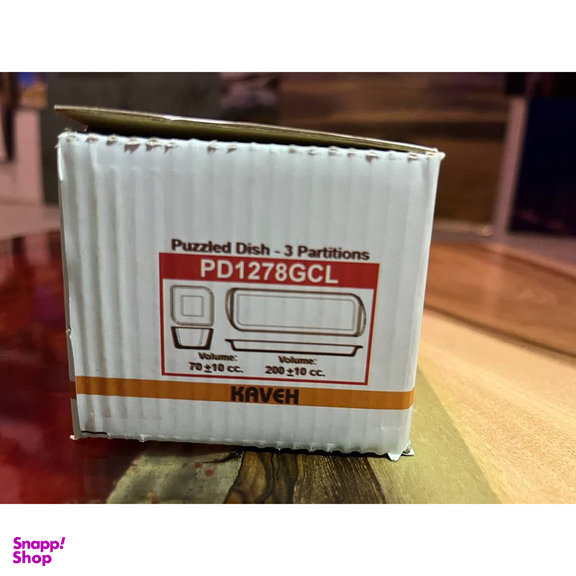 Puzzled Dish - 3 Partitions
PD1278GCL
Volume: Volume:
70 ±10 cc. 200 ±10 cc.
KAVEH
Snapp!
Shop